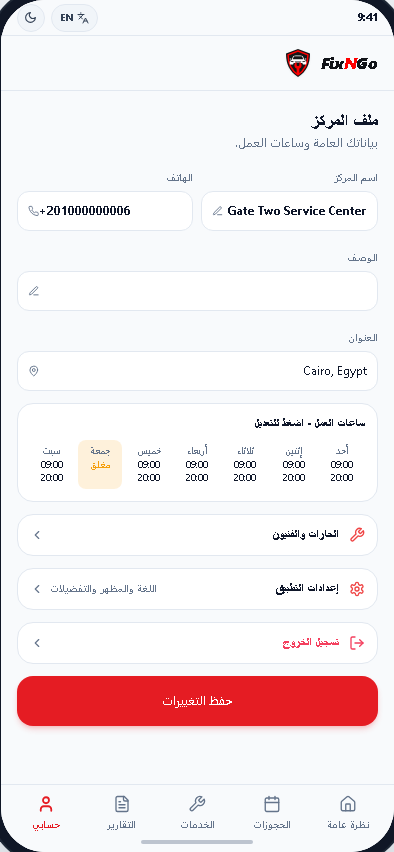 9:41
EN
FixNGo
ملف المركز
بياناتك العامة وساعات العمل.
اسم المركز
الهاتف
Gate Two Service Center
+201000000006
الوصف
العنوان
Cairo, Egypt
ساعات العمل - اضغط للتعديل
أحد إثنين ثلاثاء أربعاء خميس جمعة سبت
09:00 09:00 09:00 09:00 09:00 مغلق 09:00
20:00 20:00 20:00 20:00 20:00 20:00
الحارات والفنيون
إعدادات التطبيق اللغة والمظهر والتفضيلات
تسجيل الخروج
حفظ التغييرات
نظرة عامة الحجوزات الخدمات التقارير حسابي